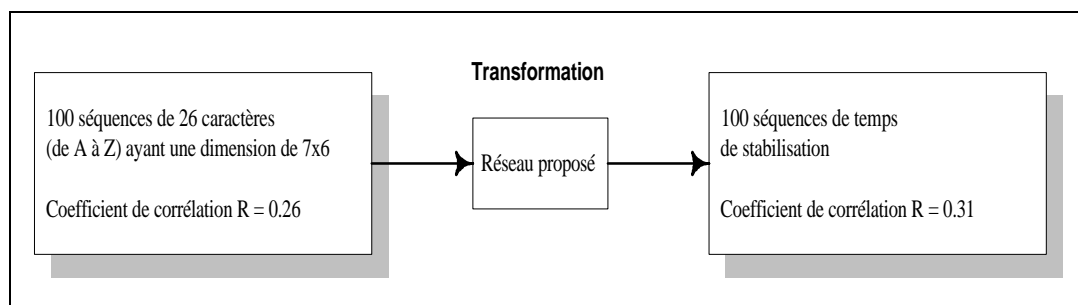 Transformation
100 séquences de 26 caractères
(de A à Z) ayant une dimension de 7x6
Coefficient de corrélation R = 0.26
Réseau proposé
100 séquences de temps
de stabilisation
Coefficient de corrélation R = 0.31